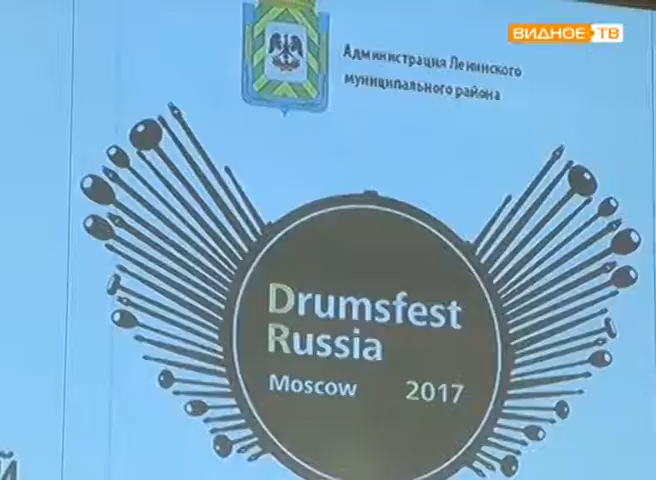 ВИДНОЕ ТВ
Администрация Ленинского
муниципального района
Drumsfest
Russia
Moscow 2017
Й